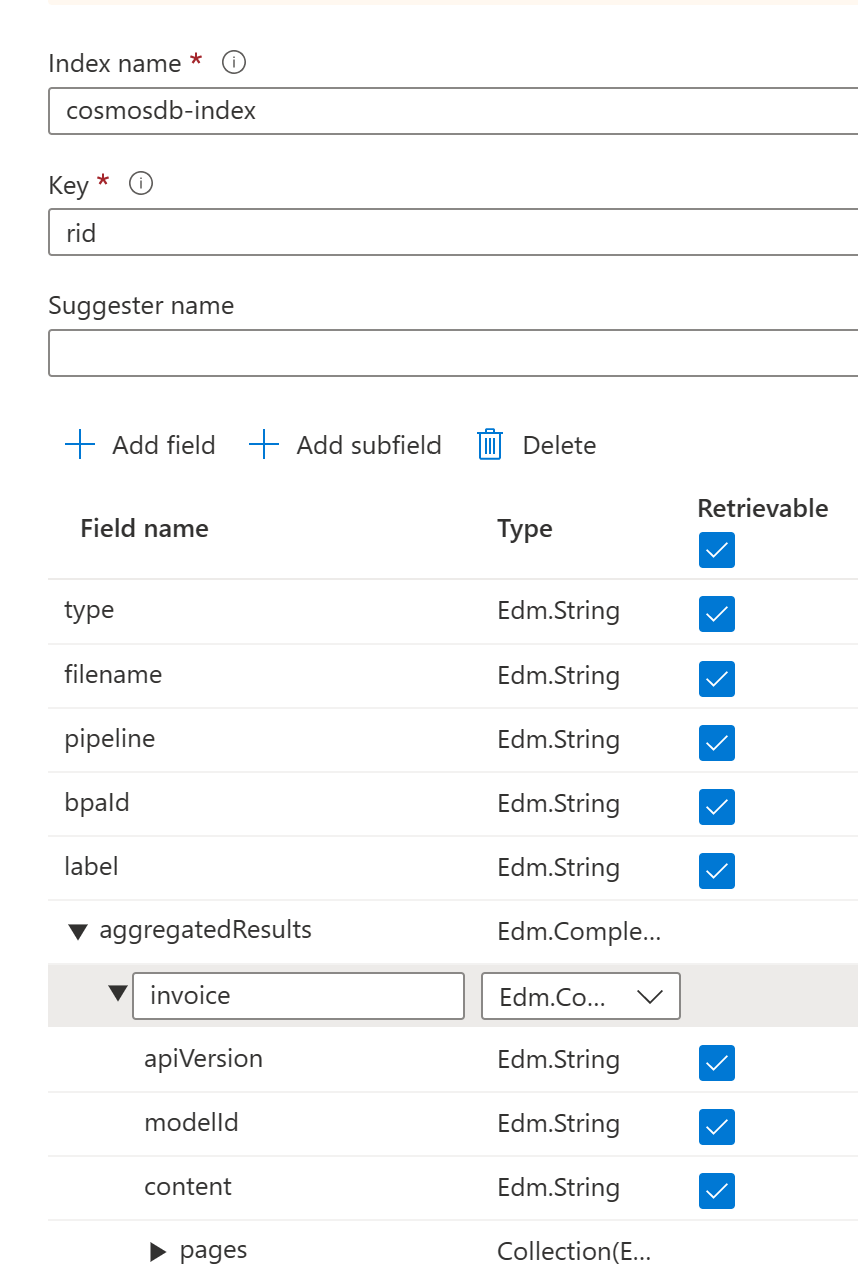 Index name *
cosmosdb-index
Key *
rid
Suggester name
Add field Add subfield Delete
Field name Type Retrievable
type Edm.String
filename Edm.String
pipeline Edm.String
bpaId Edm.String
label Edm.String
aggregatedResults Edm.Comple...
invoice Edm.Co...
apiVersion Edm.String
modelId Edm.String
content Edm.String
pages Collection(E...